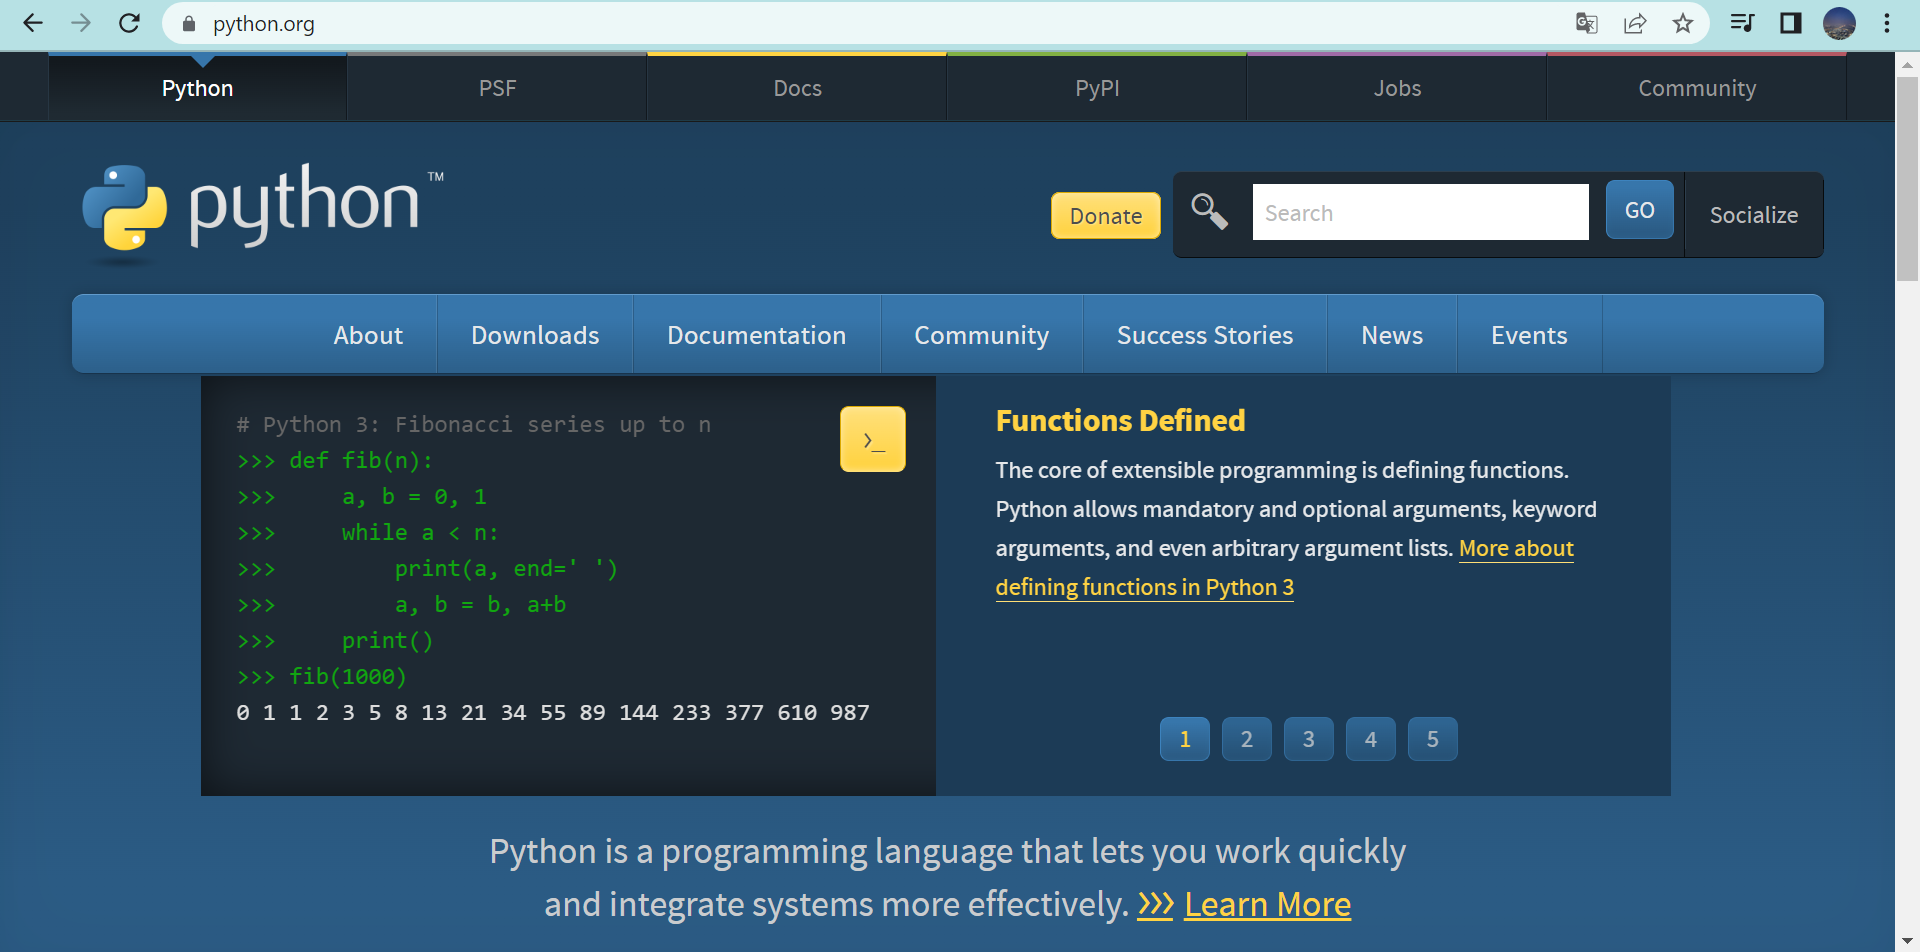 python.org
Python PSF Docs PyPI Jobs Community
python™
Donate
Search
GO
Socialize
About Downloads Documentation Community Success Stories News Events
# Python 3: Fibonacci series up to n
>>> def fib(n):
>>>     a, b = 0, 1
>>>     while a < n:
>>>         print(a, end=' ')
>>>         a, b = b, a+b
>>>     print()
>>> fib(1000)
0 1 1 2 3 5 8 13 21 34 55 89 144 233 377 610 987
>_
Functions Defined
The core of extensible programming is defining functions.
Python allows mandatory and optional arguments, keyword
arguments, and even arbitrary argument lists. More about
defining functions in Python 3
1 2 3 4 5
Python is a programming language that lets you work quickly
and integrate systems more effectively. >>> Learn More